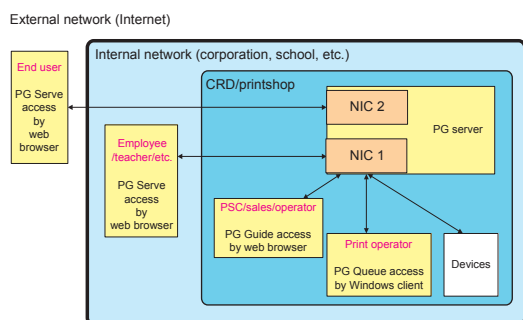 External network (Internet)
Internal network (corporation, school, etc.)
End user
PG Serve
access
by
web
browser
CRD/printshop
NIC 2
PG server
NIC 1
Employee
/teacher/etc.
PG Serve
access
by
web browser
PSC/sales/operator
PG Guide access
by web browser
Print operator
PG Queue access
by Windows client
Devices